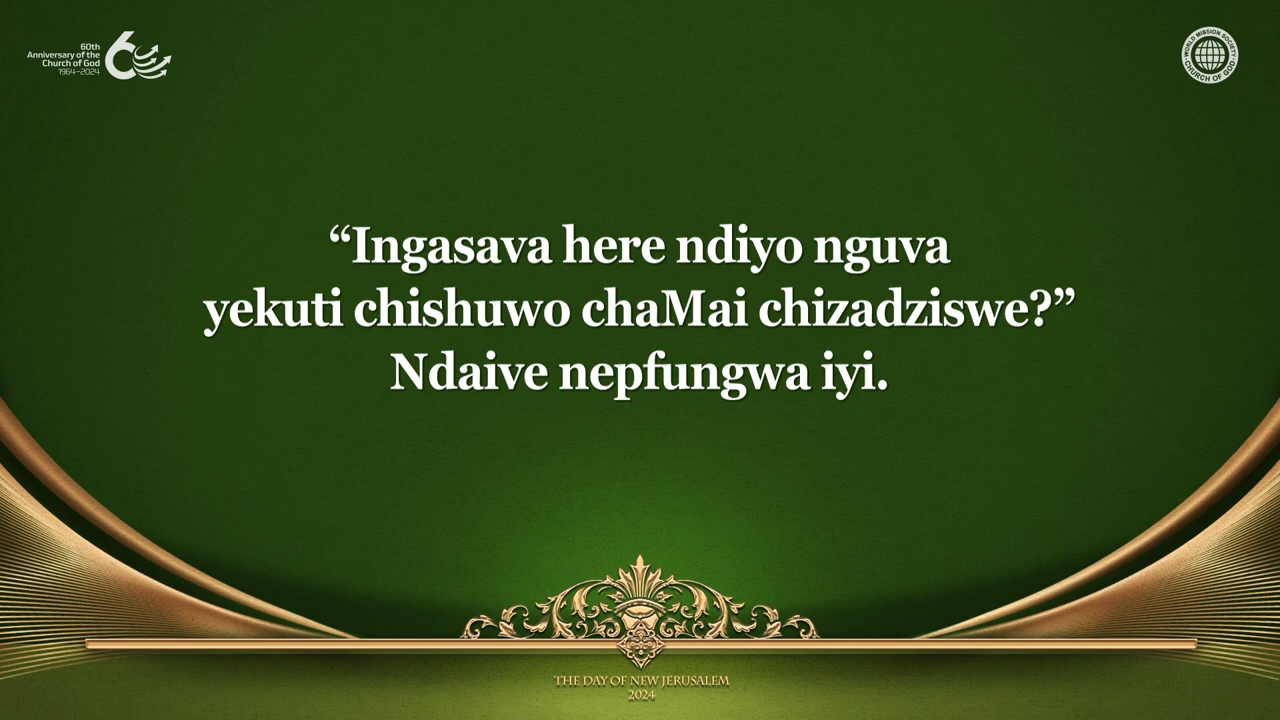 60th
Anniversary of the
Church of God
1964–2024
60
WORLD MISSION SOCIETY
CHURCH OF GOD
“Ingasava here ndiyo nguva
yekuti chishuwo chaMai chizadziswe?”
Ndaive nepfungwa iyi.
THE DAY OF NEW JERUSALEM
2024